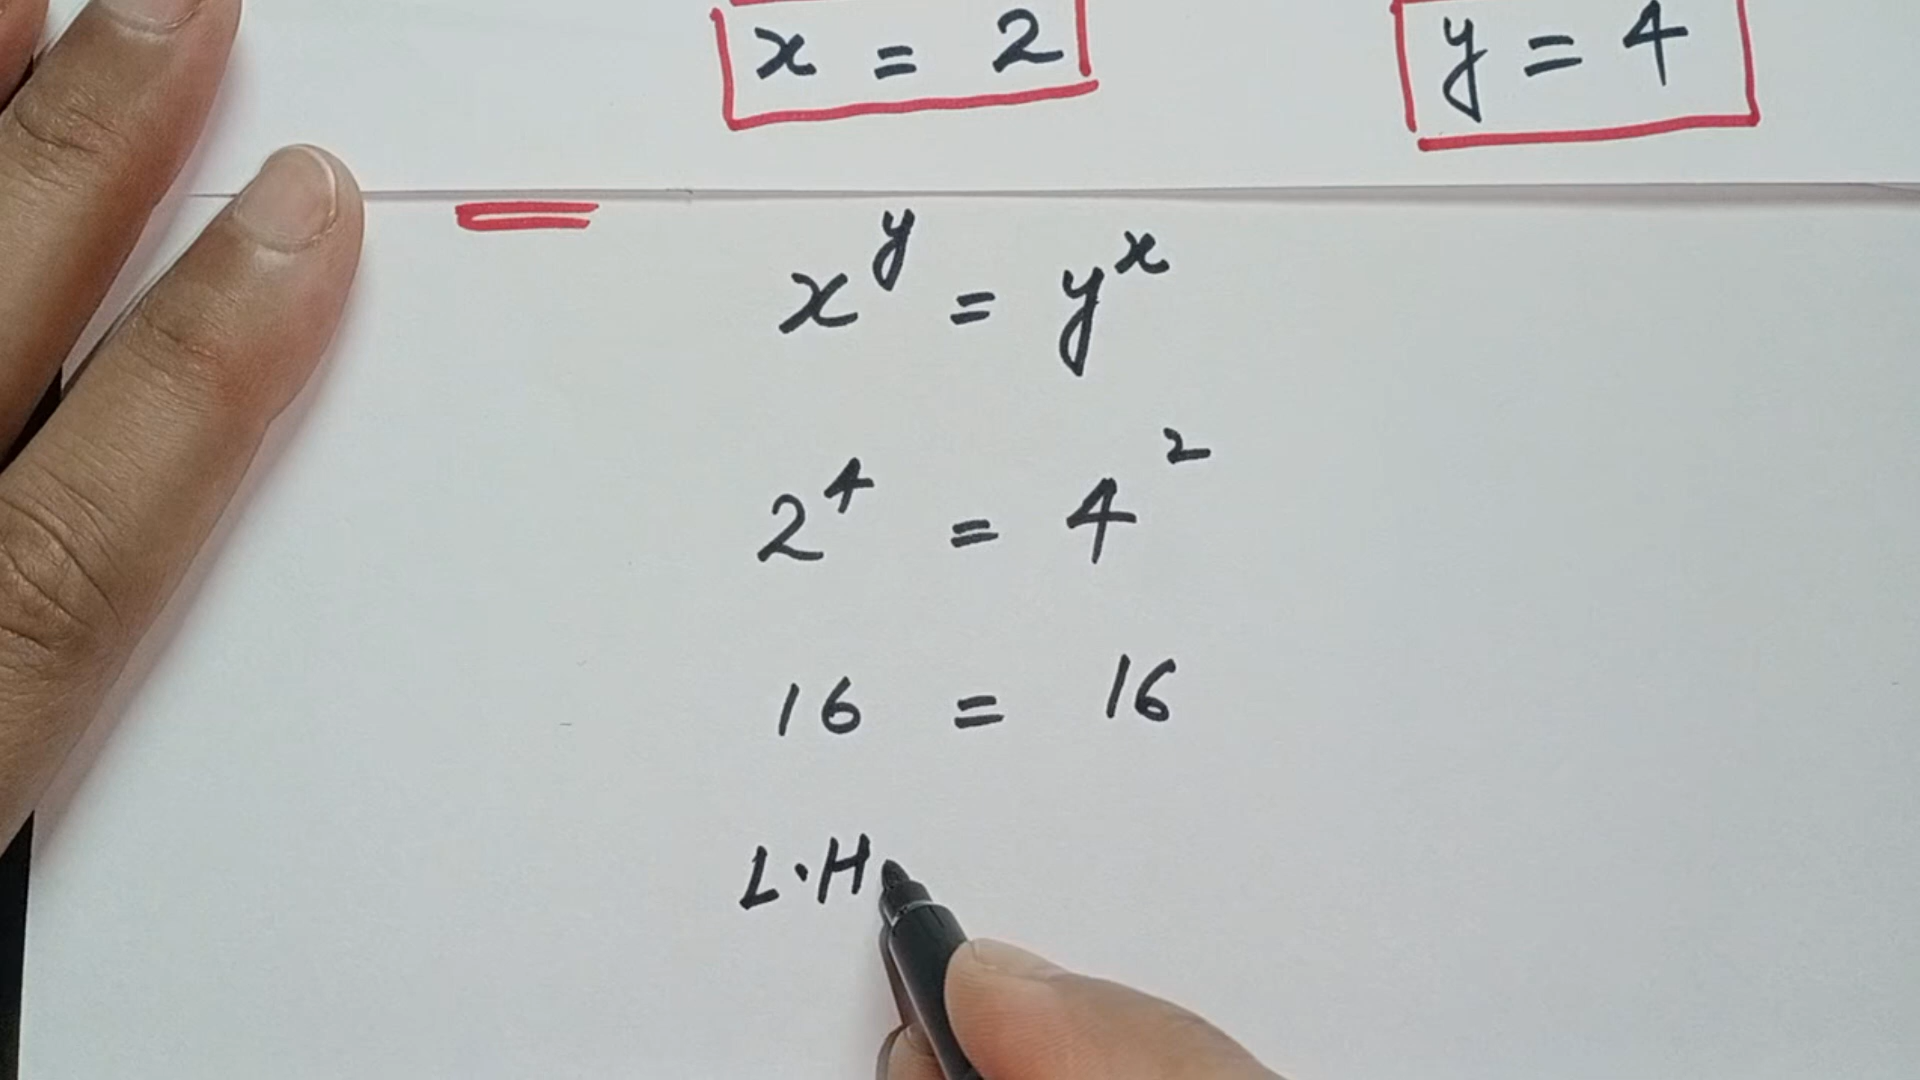 x = 2 y = 4
x^y = y^x
2^4 = 4^2
16 = 16
L.H